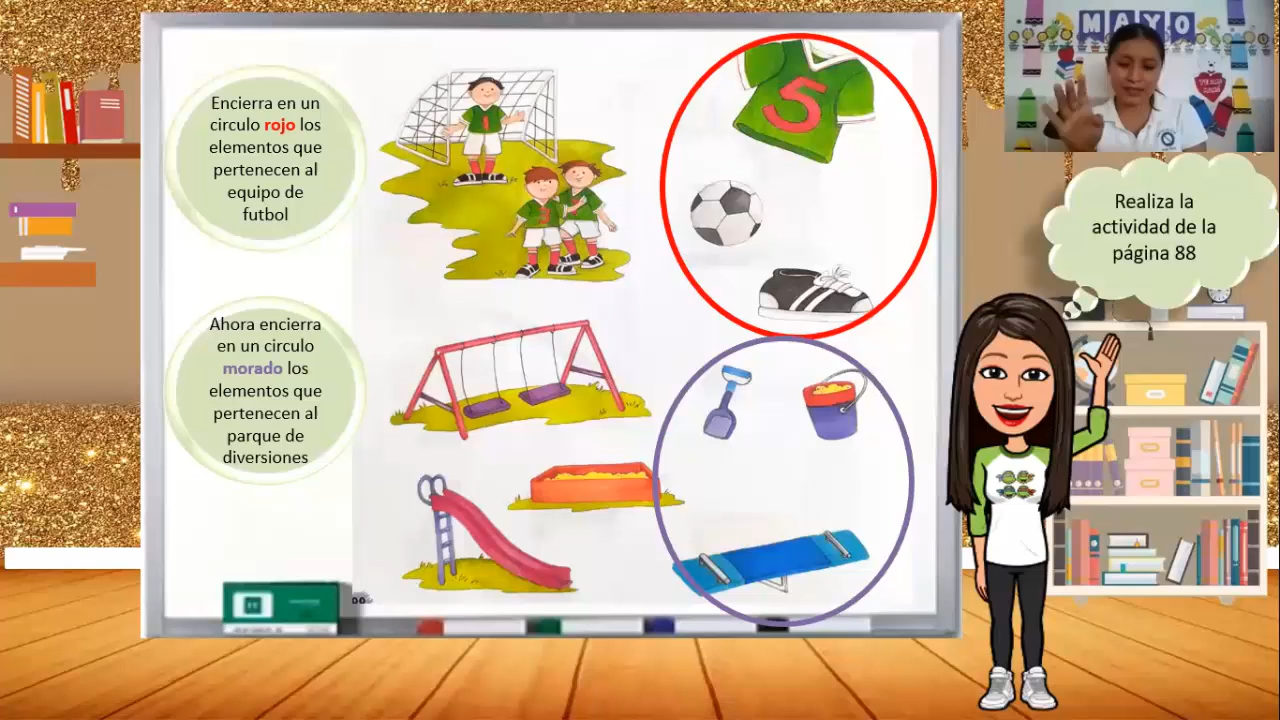 Encierra en un
circulo rojo los
elementos que
pertenecen al
equipo de
futbol
Ahora encierra
en un circulo
morado los
elementos que
pertenecen al
parque de
diversiones
5
1
MAYO
Realiza la
actividad de la
página 88